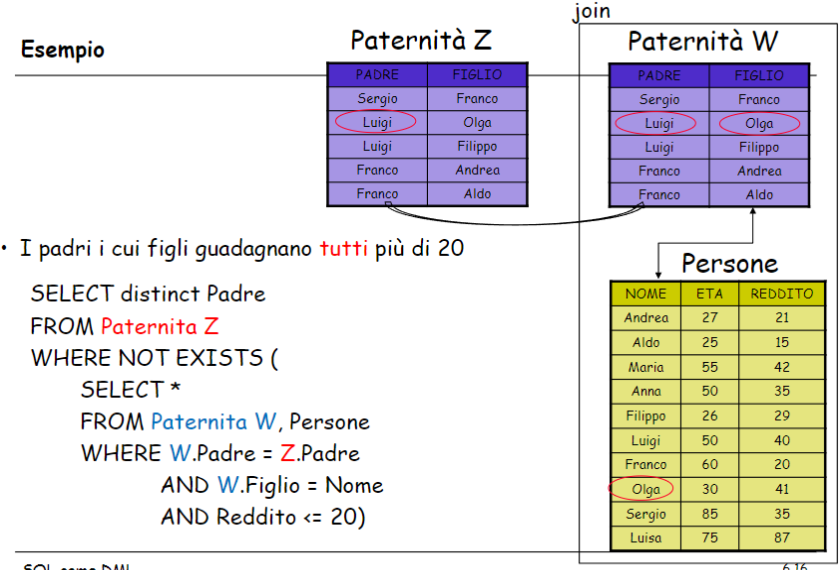 join
Esempio
Paternità Z
Paternità W
PADRE FIGLIO
Sergio Franco
Luigi Olga
Luigi Filippo
Franco Andrea
Franco Aldo
PADRE FIGLIO
Sergio Franco
Luigi Olga
Luigi Filippo
Franco Andrea
Franco Aldo
• I padri i cui figli guadagnano tutti più di 20
SELECT distinct Padre
FROM Paternita Z
WHERE NOT EXISTS (
SELECT *
FROM Paternita W, Persone
WHERE W.Padre = Z.Padre
AND W.Figlio = Nome
AND Reddito <= 20)
Persone
NOME ETA REDDITO
Andrea 27 21
Aldo 25 15
Maria 55 42
Anna 50 35
Filippo 26 29
Luigi 50 40
Franco 60 20
Olga 30 41
Sergio 85 35
Luisa 75 87
SQL come DML
6.16